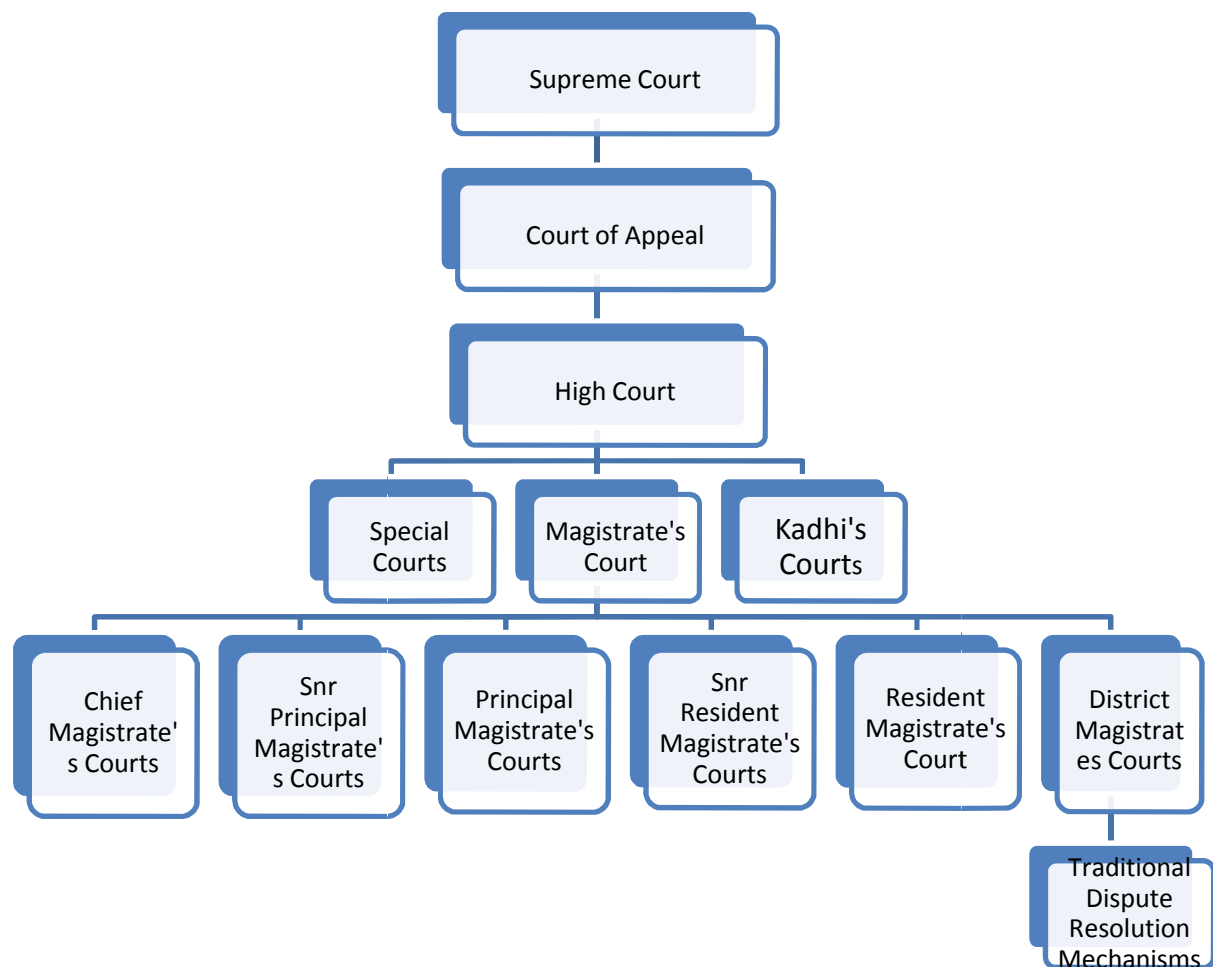 Supreme Court
Court of Appeal
High Court
Special
Courts
Magistrate's
Court
Kadhi's
Courts
Chief
Magistrate'
s Courts
Snr
Principal
Magistrate'
s Courts
Principal
Magistrate's
Courts
Snr
Resident
Magistrate's
Courts
Resident
Magistrate's
Court
District
Magistrat
es Courts
Traditional
Dispute
Resolution
Mechanisms